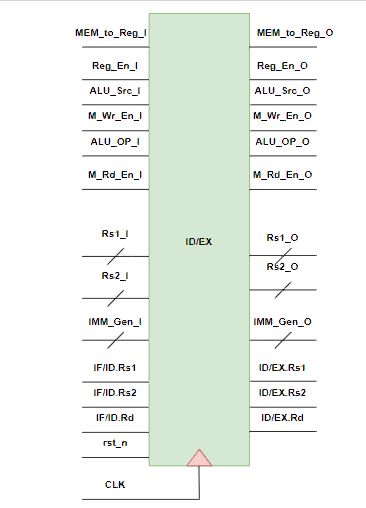 MEM_to_Reg_I MEM_to_Reg_O
Reg_En_I Reg_En_O
ALU_Src_I ALU_Src_O
M_Wr_En_I M_Wr_En_O
ALU_OP_I ALU_OP_O
M_Rd_En_I M_Rd_En_O
Rs1_I ID/EX Rs1_O
Rs2_I Rs2_O
IMM_Gen_I IMM_Gen_O
IF/ID.Rs1 ID/EX.Rs1
IF/ID.Rs2 ID/EX.Rs2
IF/ID.Rd ID/EX.Rd
rst_n
CLK